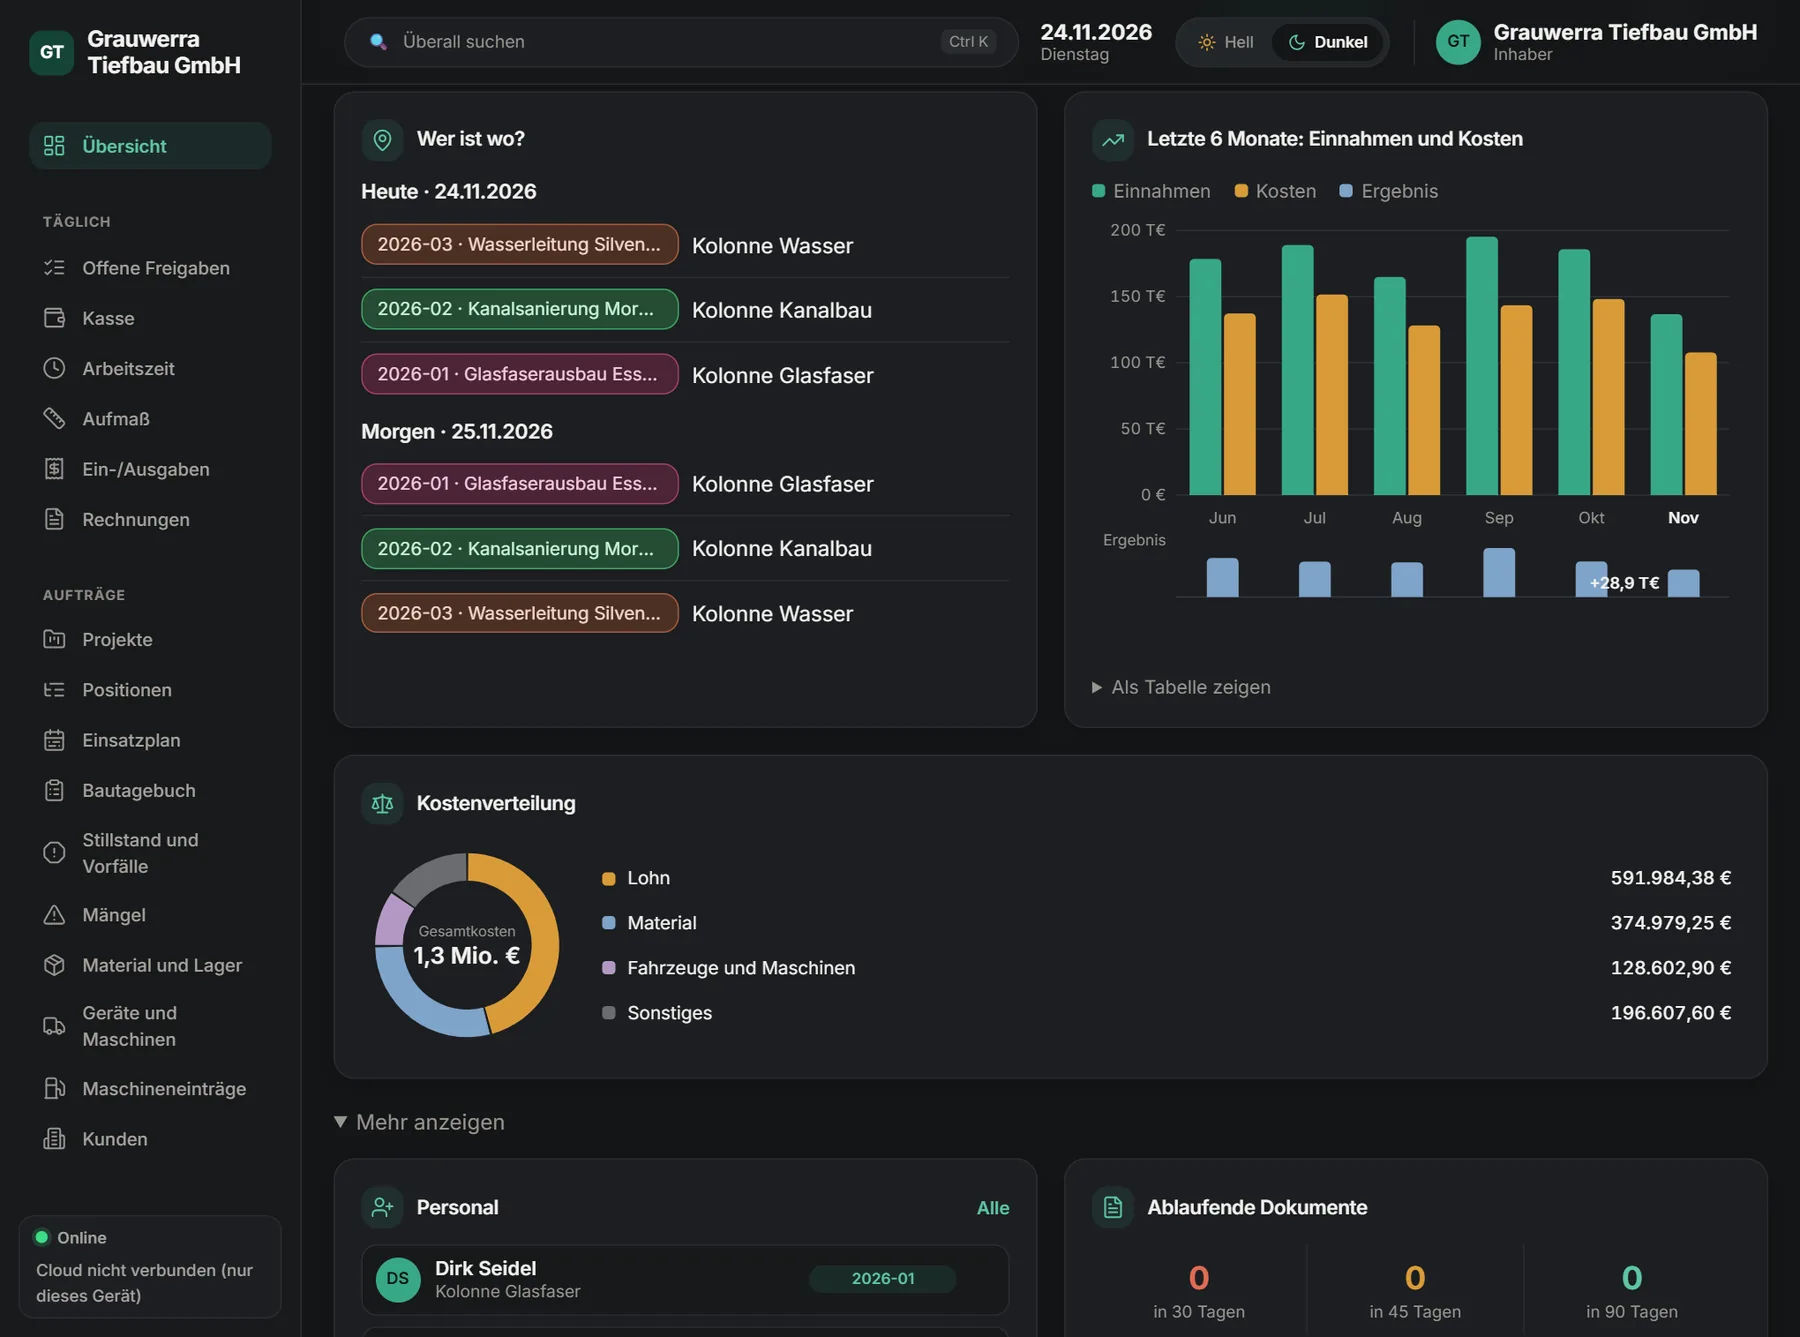 GT
Grauwerra
Tiefbau GmbH
Übersicht
TÄGLICH
Offene Freigaben
Kasse
Arbeitszeit
Aufmaß
Ein-/Ausgaben
Rechnungen
AUFTRÄGE
Projekte
Positionen
Einsatzplan
Bautagebuch
Stillstand und
Vorfälle
Mängel
Material und Lager
Geräte und
Maschinen
Maschineneinträge
Kunden
Online
Cloud nicht verbunden (nur
dieses Gerät)
Überall suchen
Ctrl K
24.11.2026
Dienstag
Hell
Dunkel
GT
Grauwerra Tiefbau GmbH
Inhaber
Wer ist wo?
Heute · 24.11.2026
2026-03 · Wasserleitung Silven... Kolonne Wasser
2026-02 · Kanalsanierung Mor... Kolonne Kanalbau
2026-01 · Glasfaserausbau Ess... Kolonne Glasfaser
Morgen · 25.11.2026
2026-01 · Glasfaserausbau Ess... Kolonne Glasfaser
2026-02 · Kanalsanierung Mor... Kolonne Kanalbau
2026-03 · Wasserleitung Silven... Kolonne Wasser
Letzte 6 Monate: Einnahmen und Kosten
Einnahmen Kosten Ergebnis
200 T€
150 T€
100 T€
50 T€
0 €
Jun Jul Aug Sep Okt Nov
Ergebnis
+28,9 T€
Als Tabelle zeigen
Kostenverteilung
Gesamtkosten
1,3 Mio. €
Lohn 591.984,38 €
Material 374.979,25 €
Fahrzeuge und Maschinen 128.602,90 €
Sonstiges 196.607,60 €
Mehr anzeigen
Personal Alle
DS
Dirk Seidel
Kolonne Glasfaser
2026-01
Ablaufende Dokumente
0 0 0
in 30 Tagen in 45 Tagen in 90 Tagen